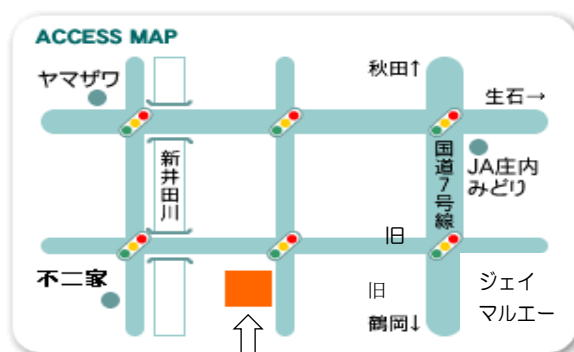 ACCESS MAP
ヤマザワ
秋田↑
生石→
新井田川
国道7号線
JA庄内
みどり
旧
不二家
旧
ジェイ
マルエー
鶴岡↓